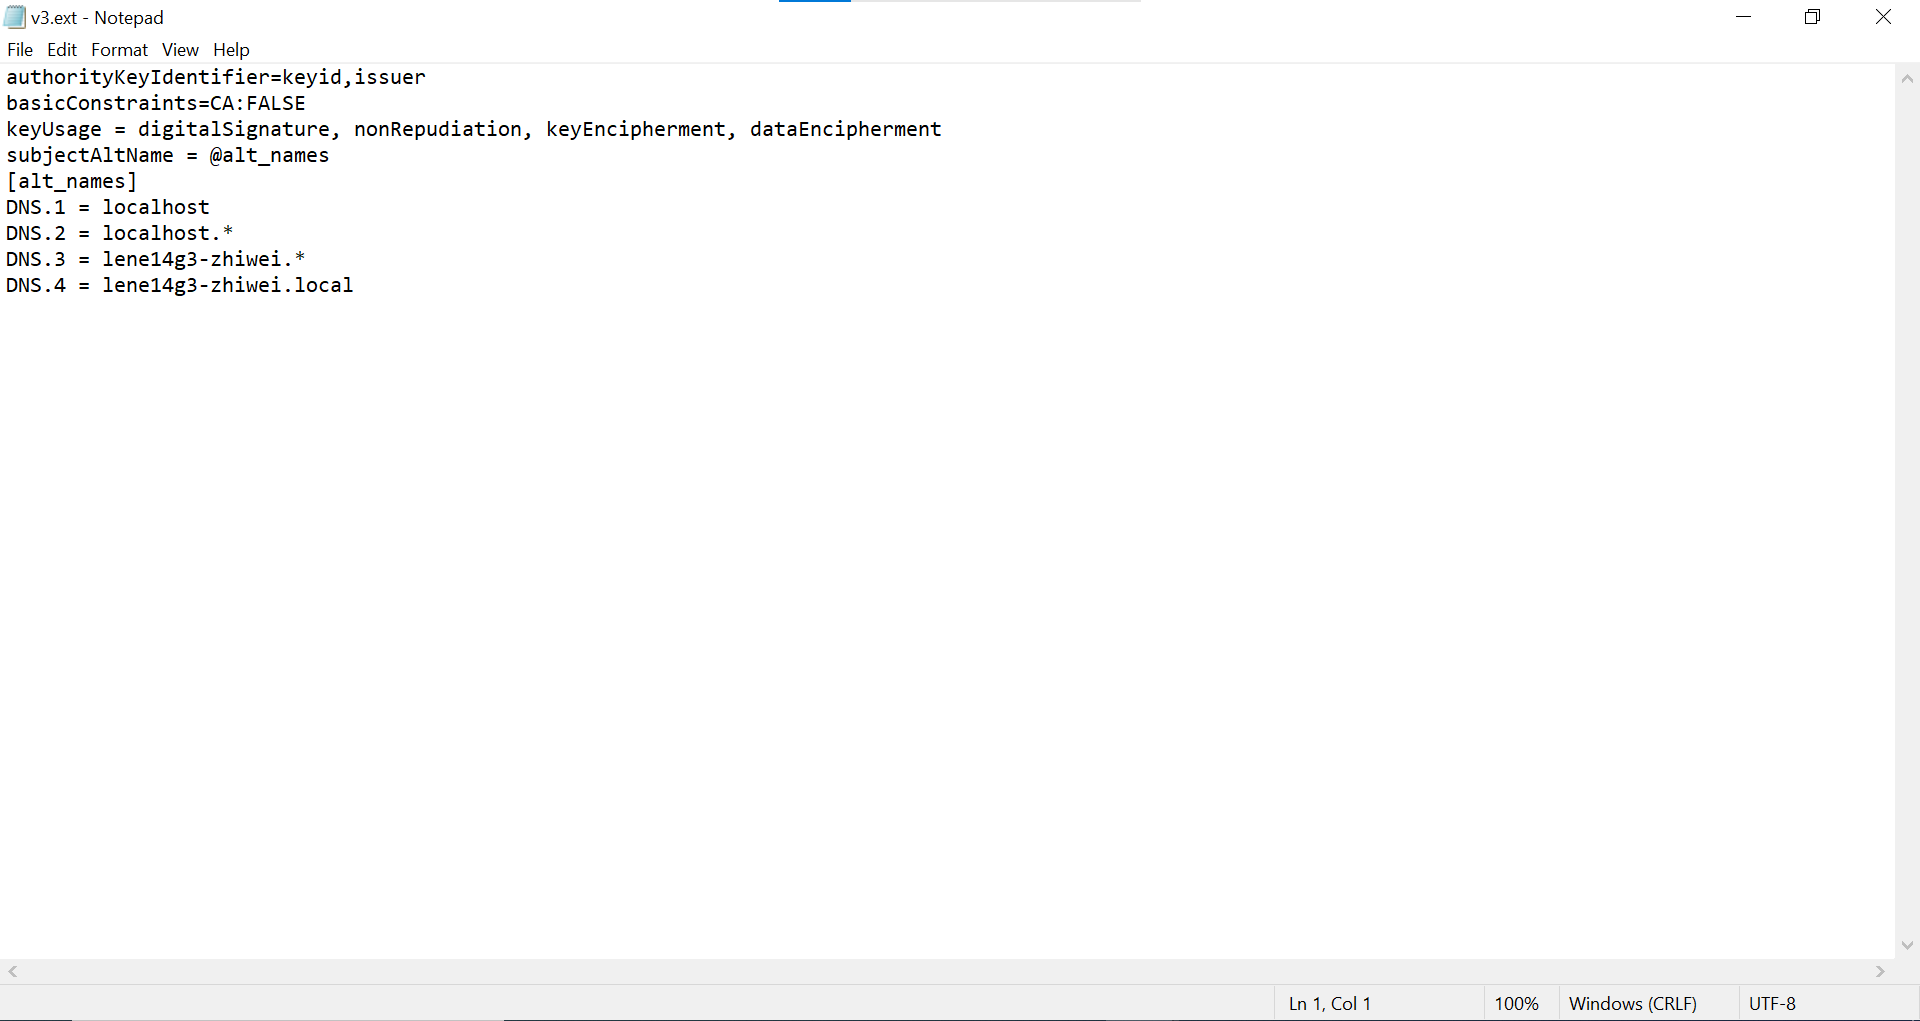 v3.ext - Notepad
File Edit Format View Help
authorityKeyIdentifier=keyid,issuer
basicConstraints=CA:FALSE
keyUsage = digitalSignature, nonRepudiation, keyEncipherment, dataEncipherment
subjectAltName = @alt_names
[alt_names]
DNS.1 = localhost
DNS.2 = localhost.*
DNS.3 = lene14g3-zhiwei.*
DNS.4 = lene14g3-zhiwei.local
Ln 1, Col 1 100% Windows (CRLF) UTF-8